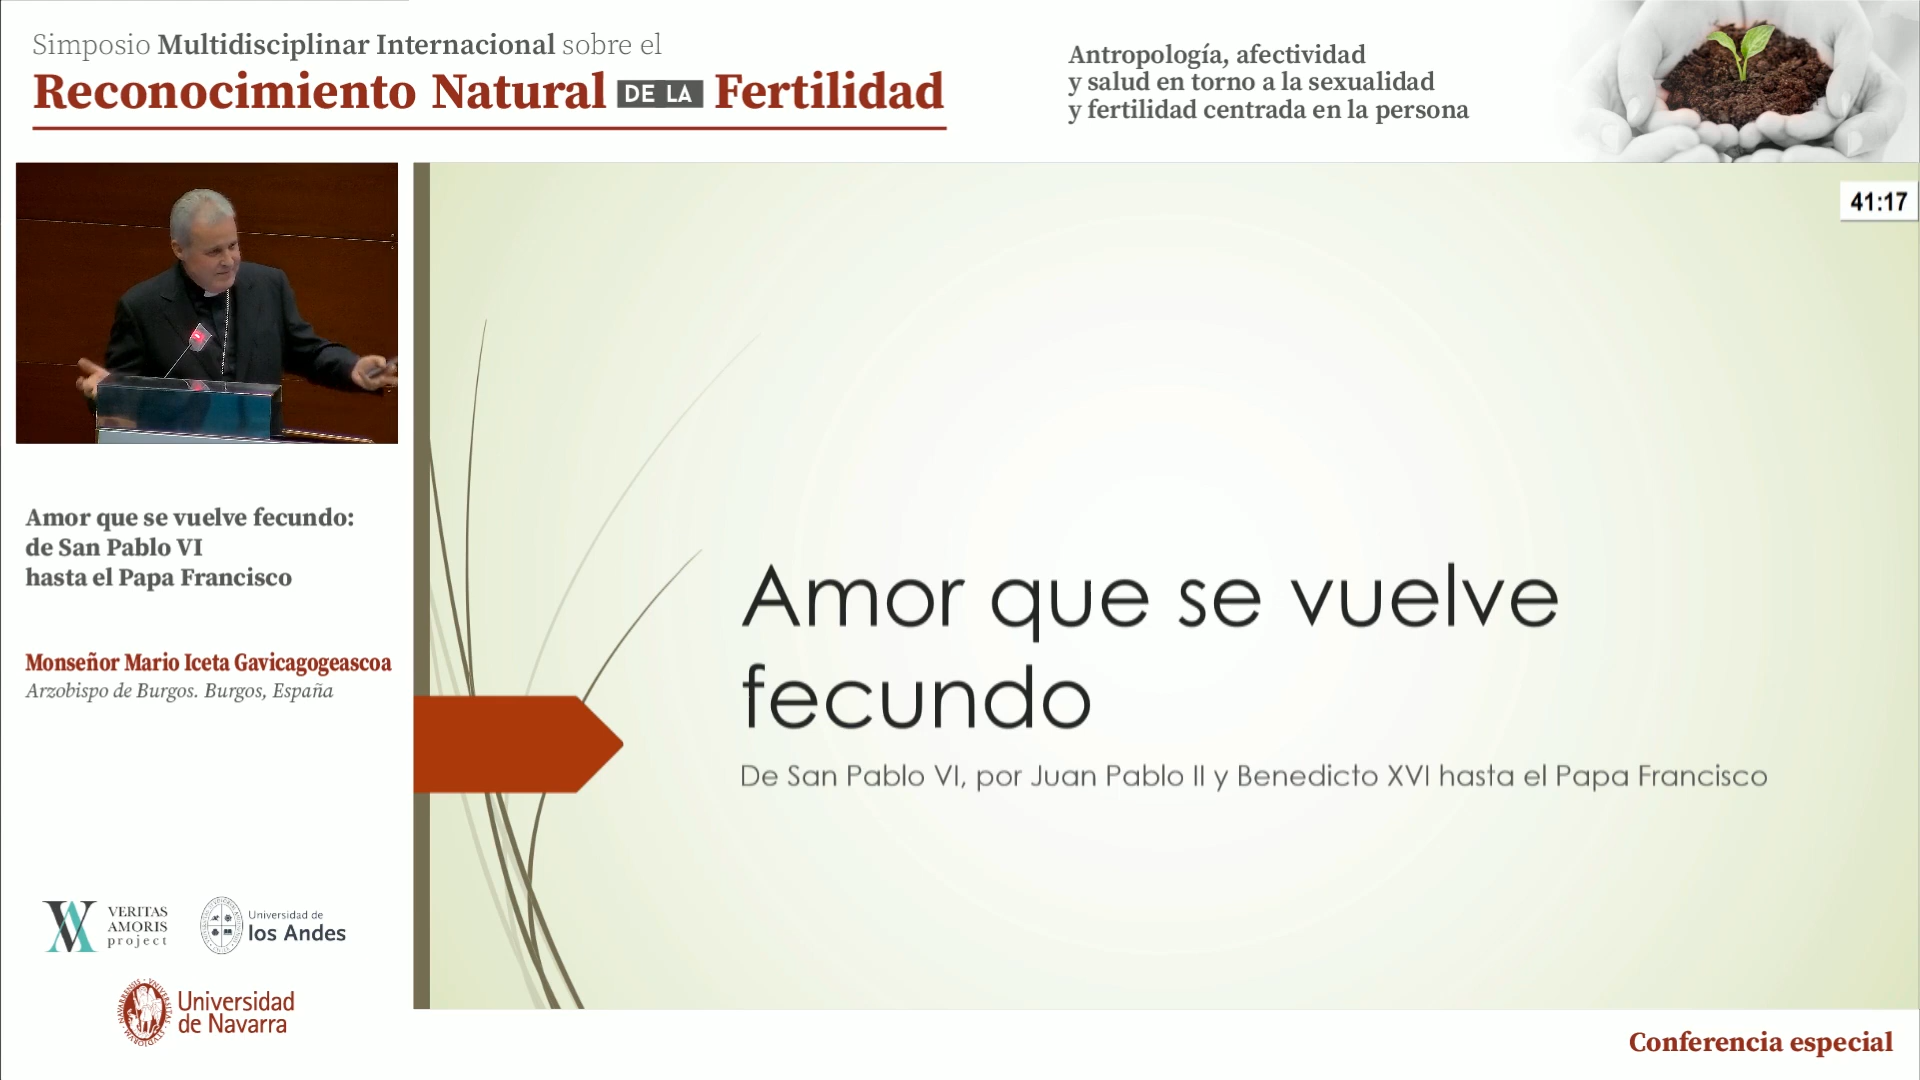 Simposio Multidisciplinar Internacional sobre el
Reconocimiento Natural DE LA Fertilidad
Antropología, afectividad
y salud en torno a la sexualidad
y fertilidad centrada en la persona
41:17
Amor que se vuelve fecundo:
de San Pablo VI
hasta el Papa Francisco
Monseñor Mario Iceta Gavicagogeascoa
Arzobispo de Burgos. Burgos, España
Amor que se vuelve
fecundo
De San Pablo VI, por Juan Pablo II y Benedicto XVI hasta el Papa Francisco
VERITAS
AMORIS
project
Universidad de
los Andes
Universidad
de Navarra
Conferencia especial